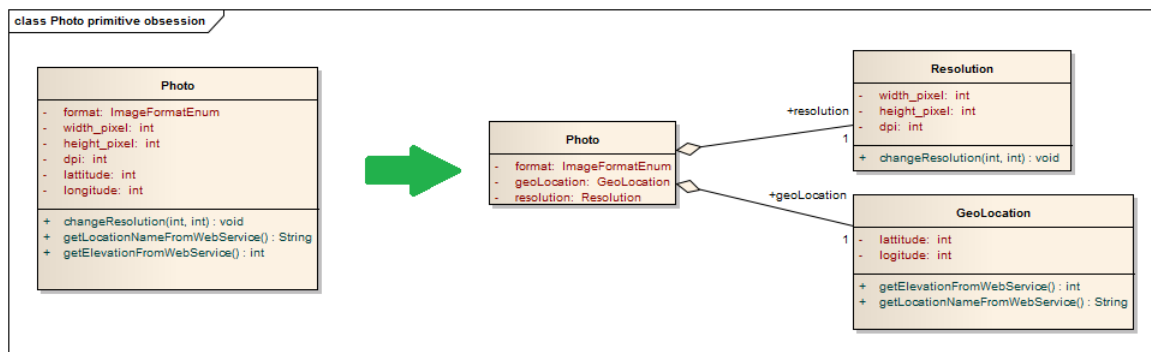 class Photo primitive obsession
Photo
- format: ImageFormatEnum
- width_pixel: int
- height_pixel: int
- dpi: int
- lattitude: int
- longitude: int
+ changeResolution(int, int) : void
+ getLocationNameFromWebService() : String
+ getElevationFromWebService() : int
Photo
- format: ImageFormatEnum
- geoLocation: GeoLocation
- resolution: Resolution
+resolution
1
+geoLocation
1
Resolution
- width_pixel: int
- height_pixel: int
- dpi: int
+ changeResolution(int, int) : void
GeoLocation
- lattitude: int
- logitude: int
+ getElevationFromWebService() : int
+ getLocationNameFromWebService() : String